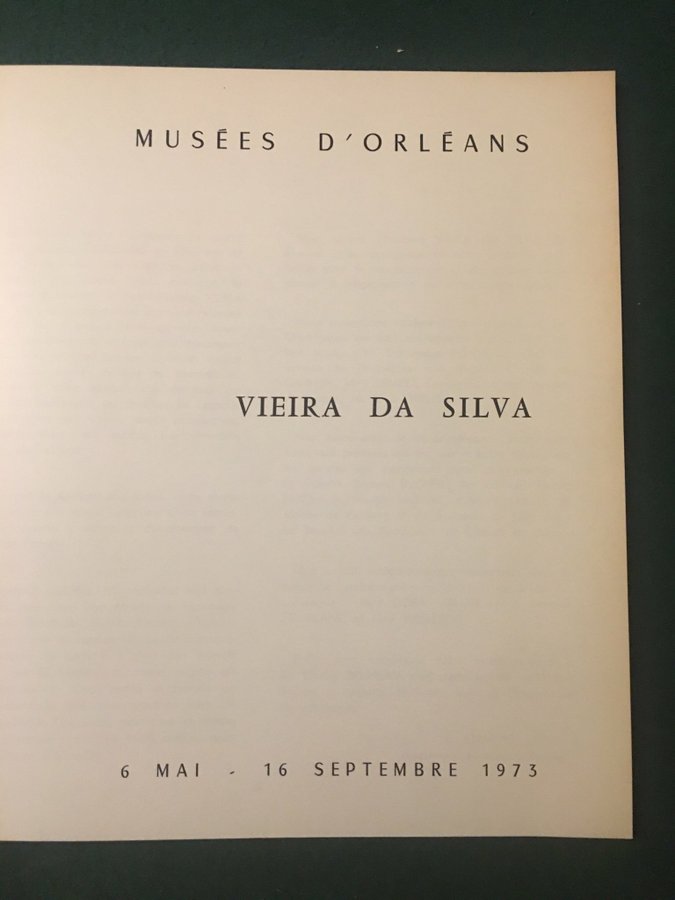 MUSÉES D'ORLÉANS
VIEIRA DA SILVA
6 MAI - 16 SEPTEMBRE 1973